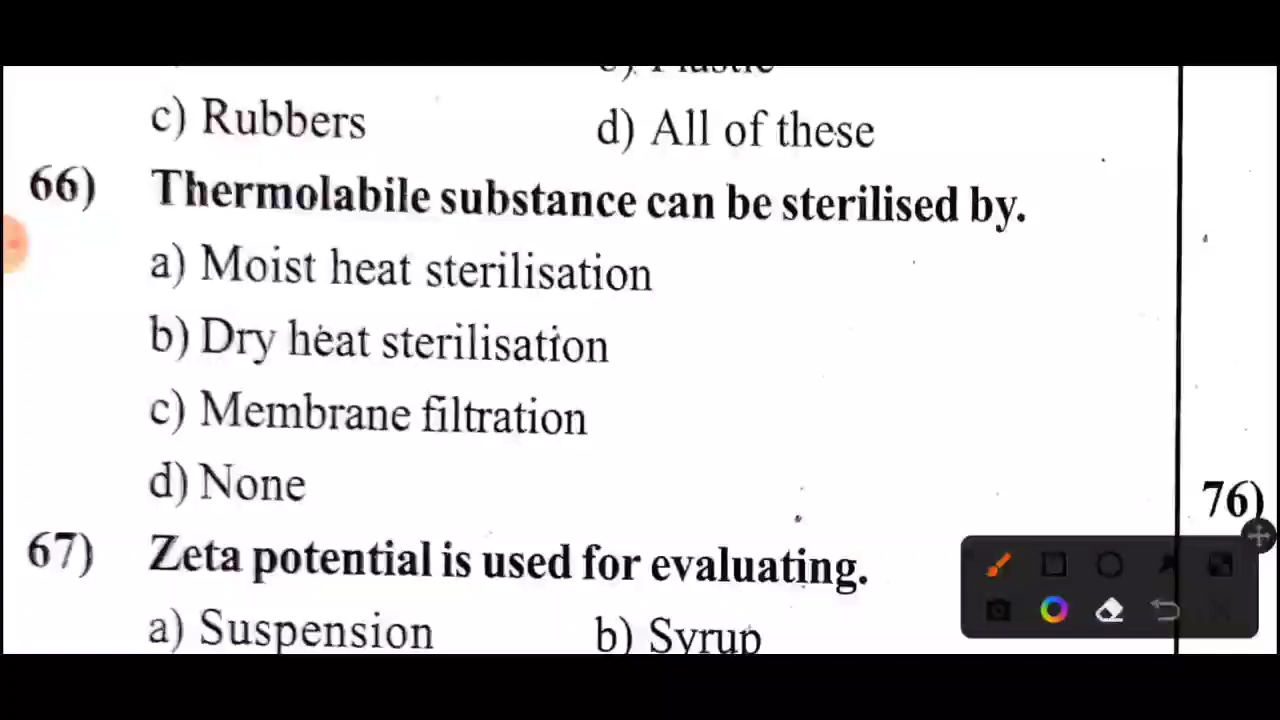 c) Rubbers d) All of these
66) Thermolabile substance can be sterilised by.
a) Moist heat sterilisation
b) Dry heat sterilisation
c) Membrane filtration
d) None
76)
67) Zeta potential is used for evaluating.
a) Suspension b) Syrup